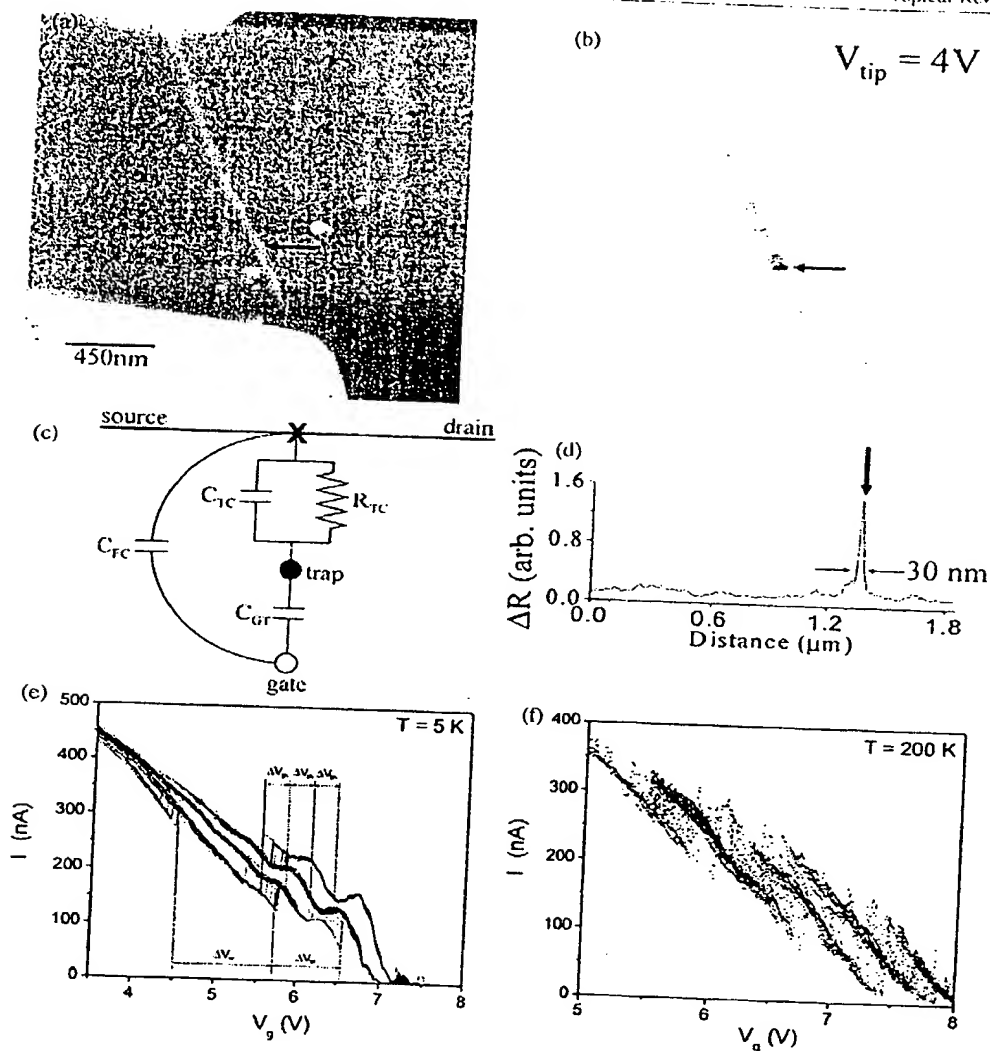 (a)
(b)
V_tip = 4V
450nm
(c)
source
drain
C_TC
R_TC
C_FC
trap
C_GT
gate
(d)
ΔR (arb. units)
1.6
0.8
0.0
30 nm
0.0
0.6
1.2
1.8
Distance (μm)
(e)
T = 5 K
500
400
300
200
100
0
I (nA)
4
5
6
7
8
V_g (V)
(f)
T = 200 K
400
300
200
100
0
I (nA)
5
6
7
8
V_g (V)